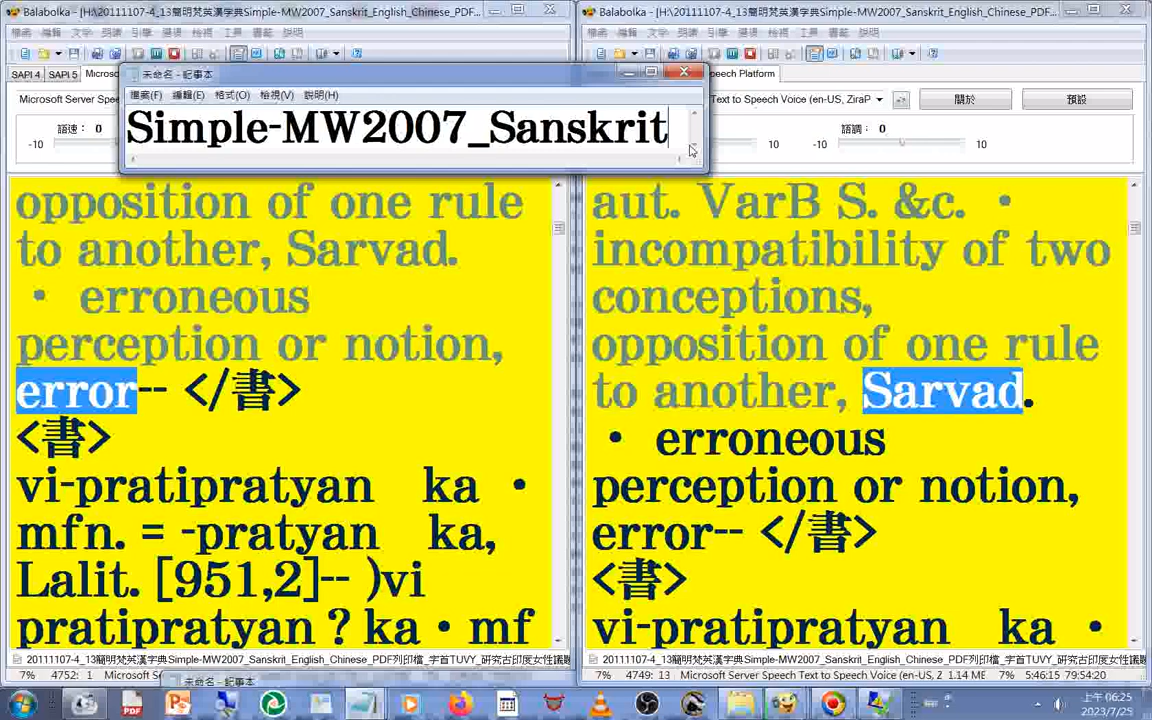 Balabolka - [H:\20111107-4_13簡明梵英漢字典Simple-MW2007_Sanskrit_English_Chinese_PDF...
Balabolka - [H:\20111107-4_13簡明梵英漢字典Simple-MW2007_Sanskrit_English_Chinese_PDF...
SAPI 4 SAPI 5 Microso
未命名 - 記事本
檔案(F) 編輯(E) 格式(O) 檢視(V) 說明(H)
Simple-MW2007_Sanskrit
peech Platform
Microsoft Server Spee
Text to Speech Voice (en-US, ZiraP
關於
預設
語速： 0
-10
語調： 0
10
-10
10
opposition of one rule
to another, Sarvad.
• erroneous
perception or notion,
error-- </書>
<書>
vi-pratipratyan ka •
mfn. = -pratyan ka,
Lalit. [951,2]-- )vi
pratipratyan ? ka • mf
aut. VarB S. &c. •
incompatibility of two
conceptions,
opposition of one rule
to another, Sarvad.
• erroneous
perception or notion,
error-- </書>
<書>
vi-pratipratyan ka •
20111107-4_13簡明梵英漢字典Simple-MW2007_Sanskrit_English_Chinese_PDF列印檔_字首TUVY_研究古印度女性議題
20111107-4_13簡明梵英漢字典Simple-MW2007_Sanskrit_English_Chinese_PDF列印檔_字首TUVY_研究古印度女性議題
7% 4752: 1 Microsoft S
未命名 - 記事本
7% 4749: 13 Microsoft Server Speech Text to Speech Voice (en-US, Z 1.14 ME 7% 5:46:15 79:54:20
上午 06:25
2023/7/25